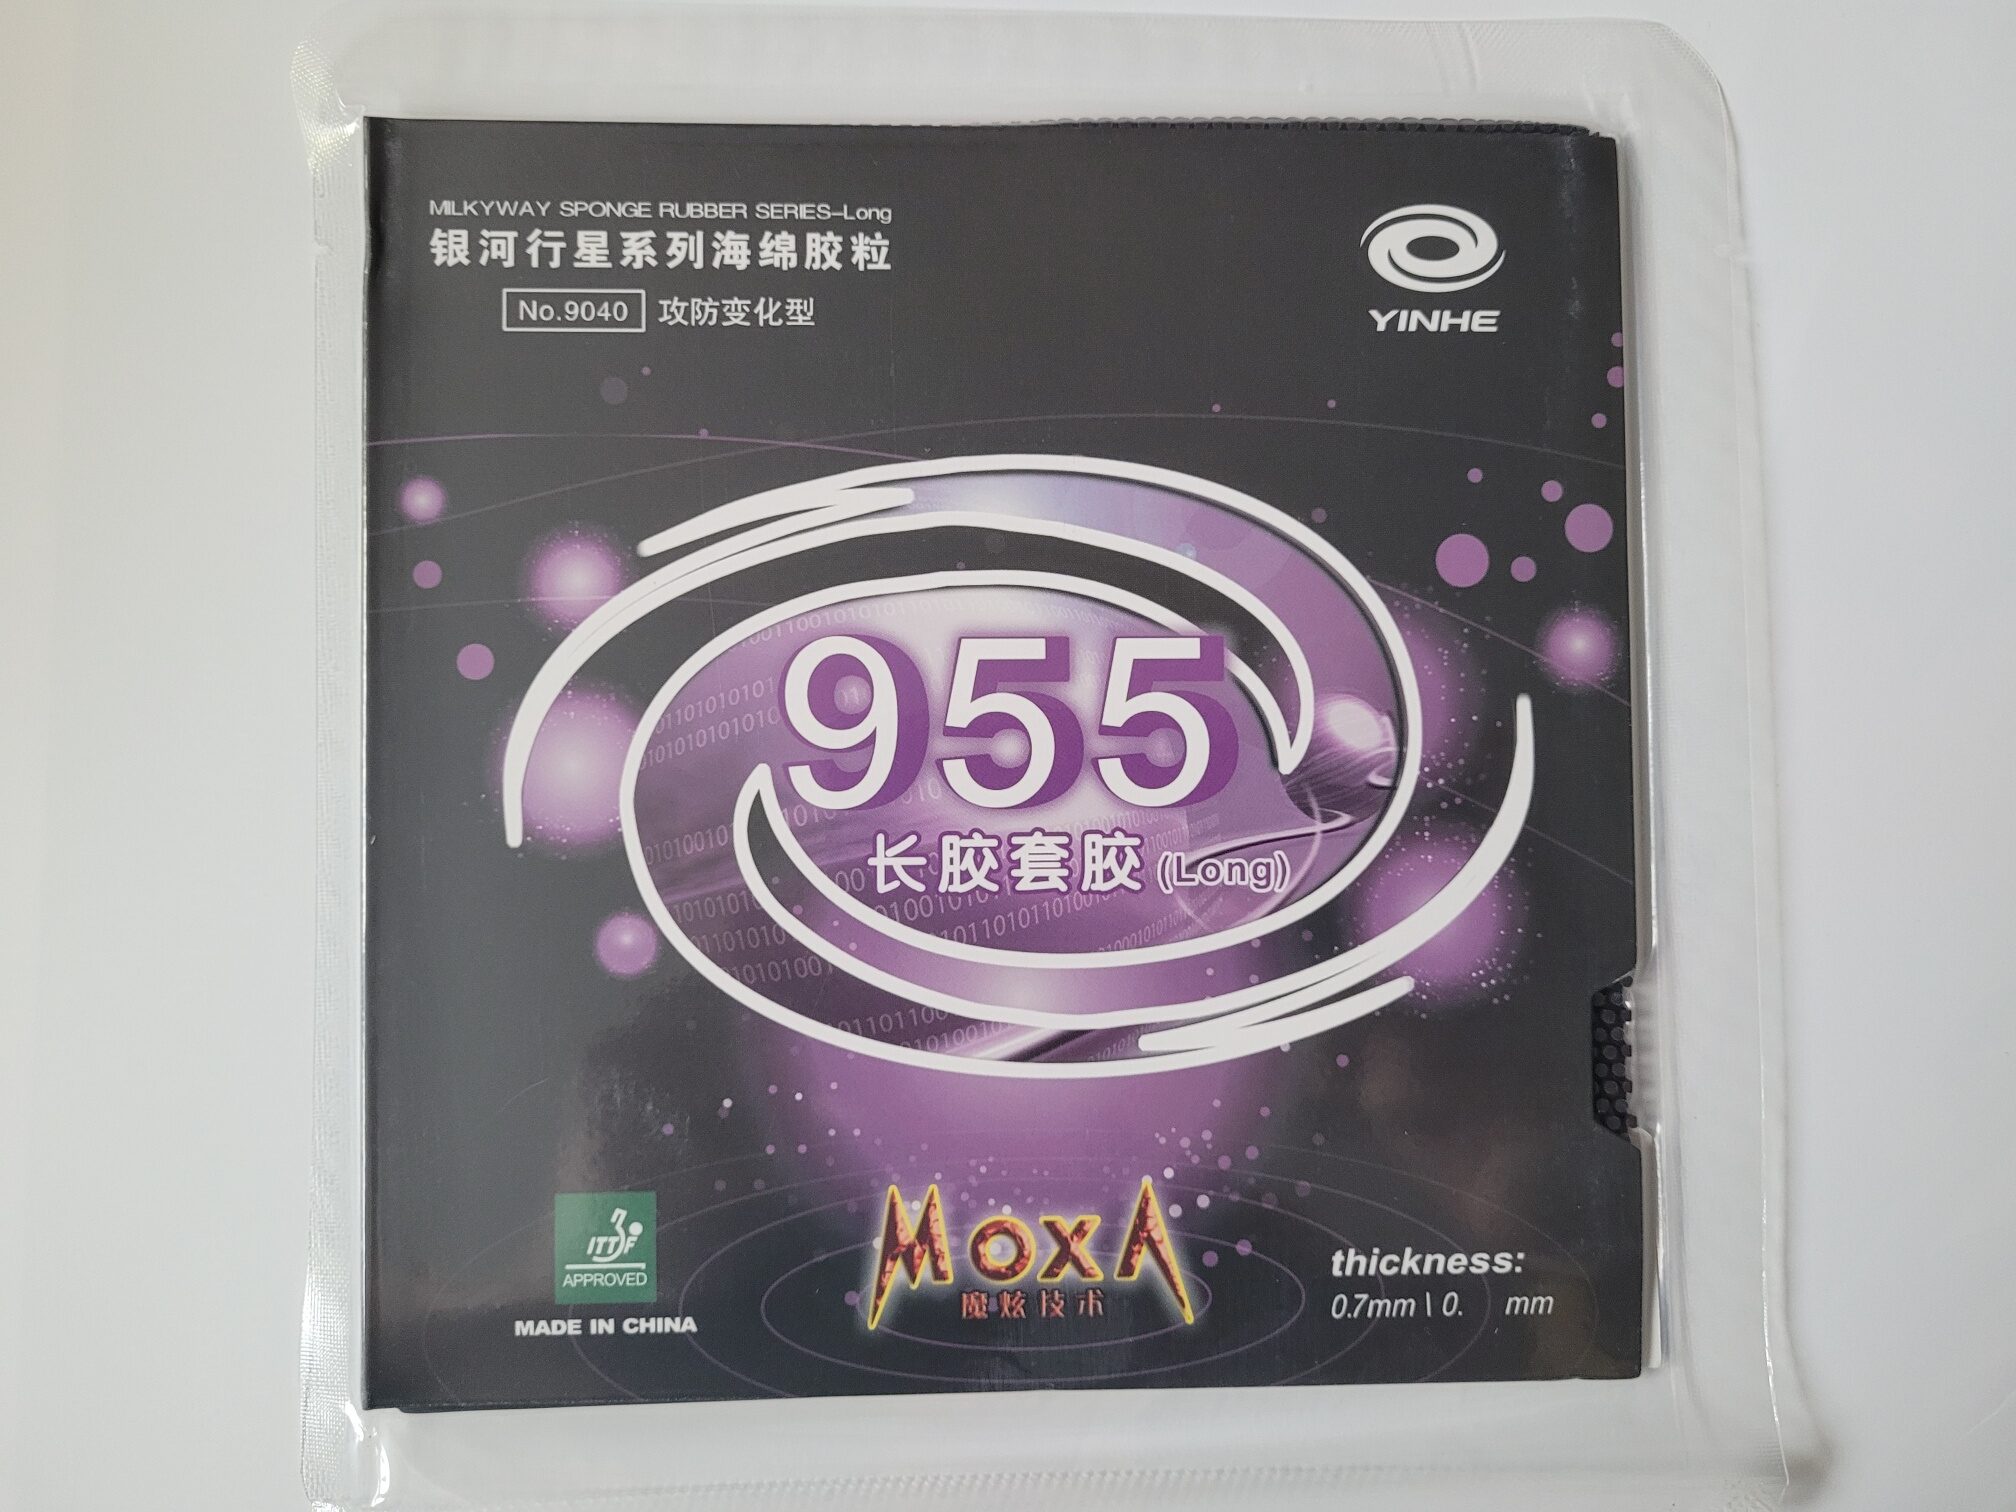 MILKYWAY SPONGE RUBBER SERIES-Long
银河行星系列海绵胶粒
No.9040 攻防变化型
YINHE
955
长胶套胶 (Long)
ITTF
APPROVED
MADE IN CHINA
MOXA
魔炫技术
thickness:
0.7mm \ 0. mm